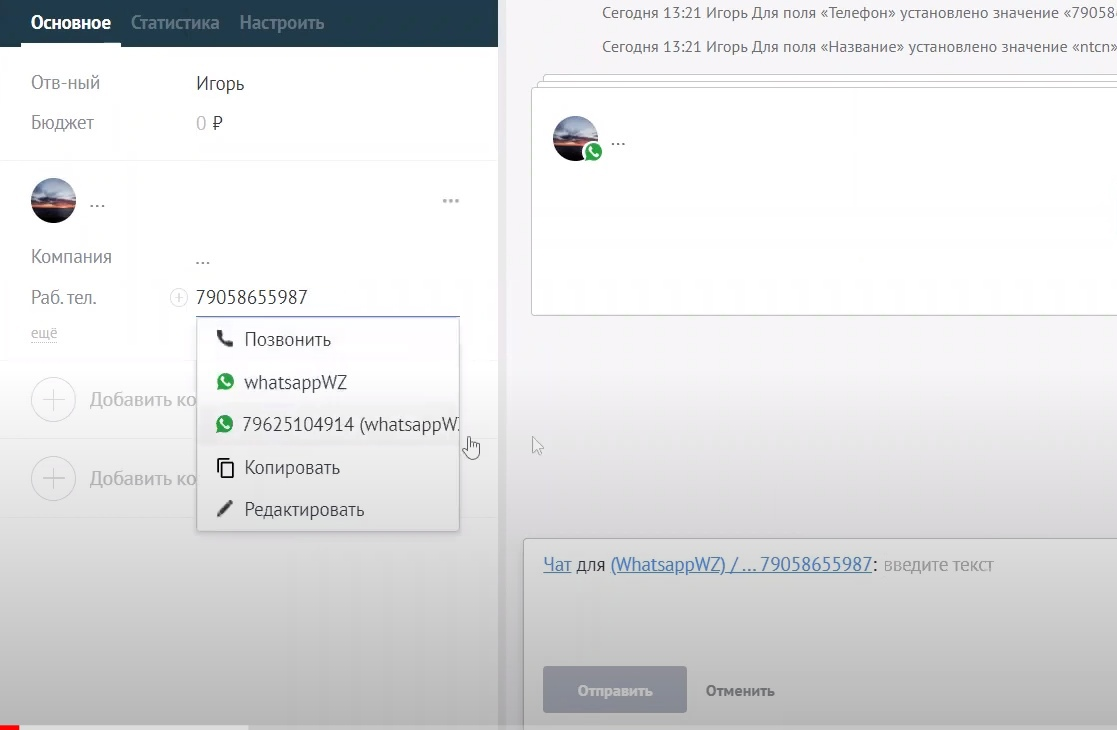 Основное Статистика Настроить
Отв-ный Игорь
Бюджет 0 ₽
...
Компания ...
Раб. тел. 79058655987
ещё
Позвонить
whatsappWZ
79625104914 (whatsappWZ
Копировать
Редактировать
Добавить ко
Добавить ко
Сегодня 13:21 Игорь Для поля «Телефон» установлено значение «79058
Сегодня 13:21 Игорь Для поля «Название» установлено значение «ntcn»
...
Чат для (WhatsappWZ) / ... 79058655987: введите текст
Отправить Отменить